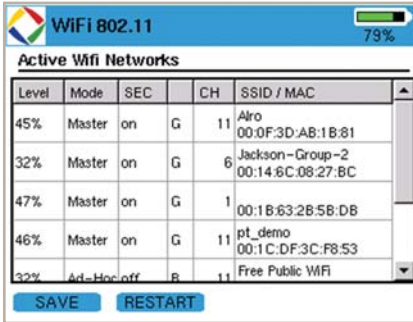 WiFi 802.11
79%
Active Wifi Networks
Level Mode SEC CH SSID / MAC
45% Master on G 11 Alro
00:0F:3D:AB:1B:81
32% Master on G 6 Jackson-Group-2
00:14:6C:08:27:BC
47% Master on G 1
00:1B:63:2B:5B:DB
46% Master on G 11 pt_demo
00:1C:DF:3C:F8:53
32% Ad-Hoc off B 11 Free Public WiFi
SAVE RESTART